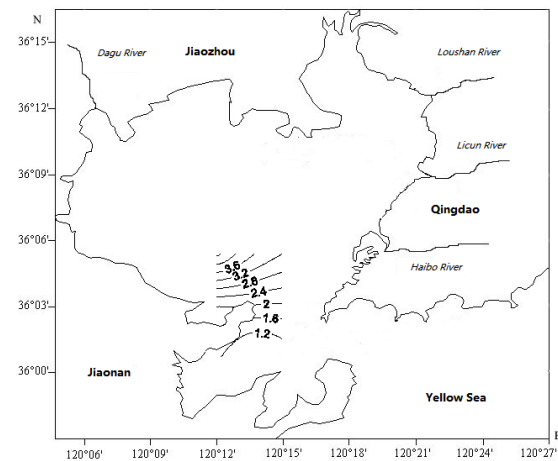 N
36°15'
Dagu River
Jiaozhou
Loushan River
36°12'
Licun River
36°09'
Qingdao
36°06'
Haibo River
3.6
3.2
2.8
2.4
36°03'
2
1.6
1.2
36°00'
Jiaonan
Yellow Sea
E
120°06'
120°09'
120°12'
120°15'
120°18'
120°21'
120°24'
120°27'